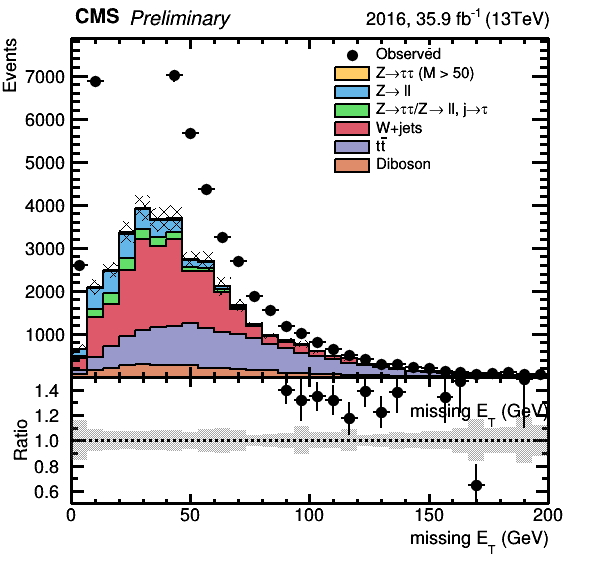 CMS Preliminary 2016, 35.9 fb⁻¹ (13TeV)
Events
7000
6000
5000
4000
3000
2000
1000
Observed
Z→ττ (M > 50)
Z→ ll
Z→ττ/Z→ ll, j→τ
W+jets
tt̄
Diboson
missing E_T (GeV)
Ratio
1.4
1.2
1.0
0.8
0.6
0 50 100 150 200
missing E_T (GeV)